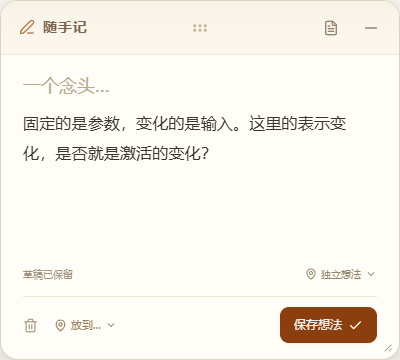 随手记
一个念头...
固定的是参数，变化的是输入。这里的表示变
化，是否就是激活的变化？
草稿已保留
独立想法
放到...
保存想法